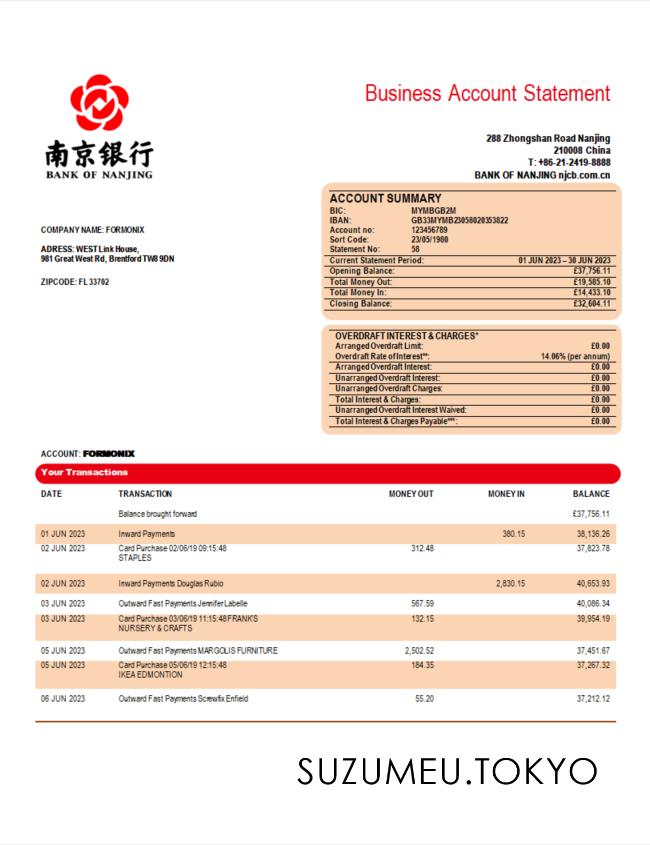 Business Account Statement
南京银行
BANK OF NANJING
288 Zhongshan Road Nanjing
210008 China
T: +86-21-2419-8888
BANK OF NANJING njcb.com.cn
COMPANY NAME: FORMONIX
ADRESS: WEST Link House,
981 Great West Rd, Brentford TW8 9DN
ZIPCODE: FL 33702
ACCOUNT SUMMARY
BIC: MYMBGB2M
IBAN: GB33MYMB23058020353822
Account no: 123456789
Sort Code: 23/05/1980
Statement No: 58
Current Statement Period: 01 JUN 2023 – 30 JUN 2023
Opening Balance: £37,756.11
Total Money Out: £19,585.10
Total Money In: £14,433.10
Closing Balance: £32,604.11
OVERDRAFT INTEREST & CHARGES*
Arranged Overdraft Limit: £0.00
Overdraft Rate of Interest**: 14.06% (per annum)
Arranged Overdraft Interest: £0.00
Unarranged Overdraft Interest: £0.00
Unarranged Overdraft Charges: £0.00
Total Interest & Charges: £0.00
Unarranged Overdraft Interest Waived: £0.00
Total Interest & Charges Payable***: £0.00
ACCOUNT: FORMONIX
Your Transactions
DATE TRANSACTION MONEY OUT MONEY IN BALANCE
Balance brought forward £37,756.11
01 JUN 2023 Inward Payments 380.15 38,136.26
02 JUN 2023 Card Purchase 02/06/19 09:15:48 312.48 37,823.78
STAPLES
02 JUN 2023 Inward Payments Douglas Rubio 2,830.15 40,653.93
03 JUN 2023 Outward Fast Payments Jennifer Labelle 567.59 40,086.34
03 JUN 2023 Card Purchase 03/06/19 11:15:48 FRANKS 132.15 39,954.19
NURSERY & CRAFTS
05 JUN 2023 Outward Fast Payments MARGOLIS FURNITURE 2,502.52 37,451.67
05 JUN 2023 Card Purchase 05/06/19 12:15:48 184.35 37,267.32
IKEA EDMONTION
06 JUN 2023 Outward Fast Payments Screwfix Enfield 55.20 37,212.12
SUZUMEU.TOKYO